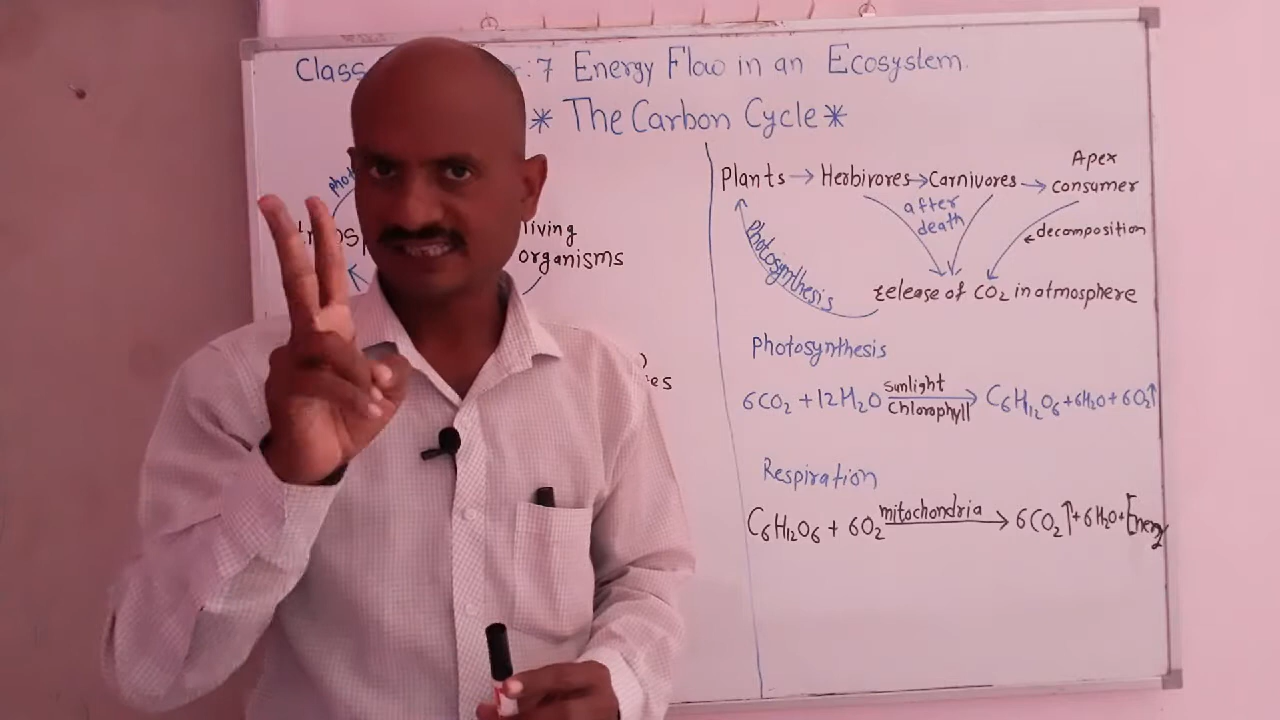 Class :7 Energy Flow in an Ecosystem.
* The Carbon Cycle *
living
organisms
Plants → Herbivores → Carnivores → Apex
consumer
after
death
decomposition
Photosynthesis
release of CO2 in atmosphere
Photosynthesis
6CO2 + 12H2O Sunlight → C6H12O6 + 6H2O + 6O2↑
Chlorophyll
Respiration
C6H12O6 + 6O2 mitochondria → 6CO2↑ + 6H2O + Energy